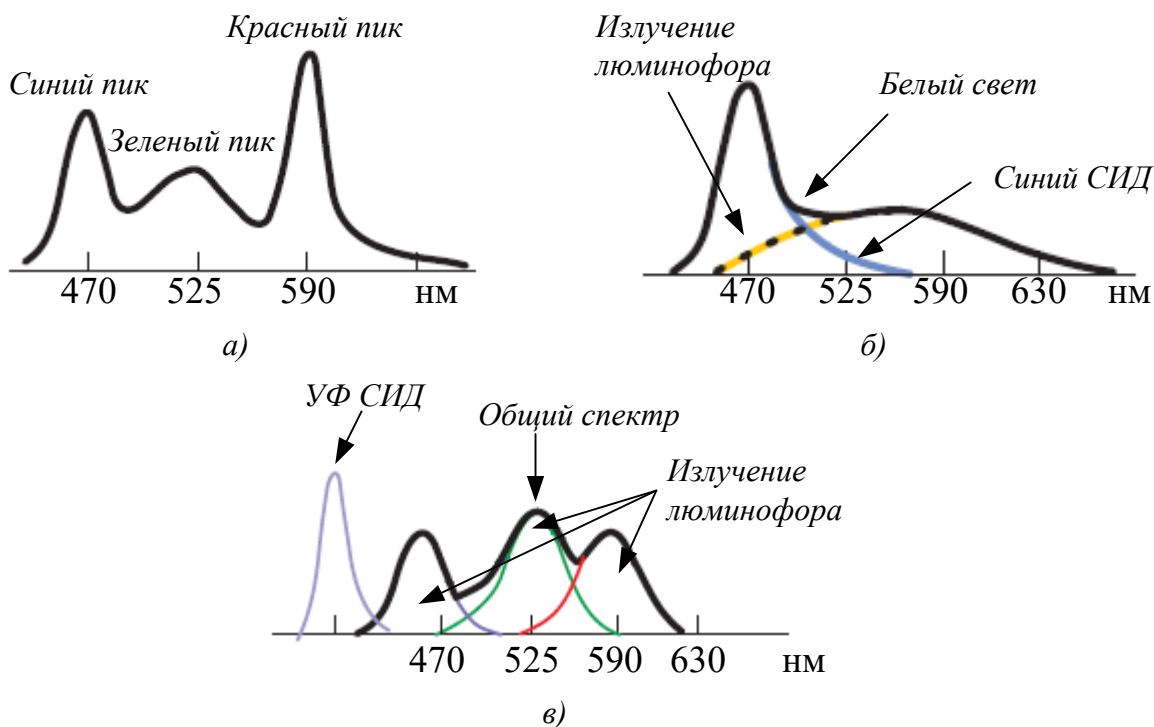 Красный пик
Синий пик
Зеленый пик
470 525 590 нм
а)
Излучение
люминофора
Белый свет
Синий СИД
470 525 590 630
б)
УФ СИД
Общий спектр
Излучение
люминофора
470 525 590 630 нм
в)